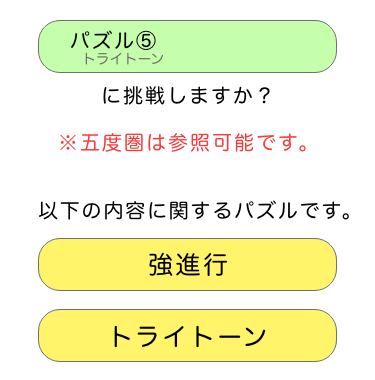 パズル⑤
トライトーン
に挑戦しますか？
※五度圏は参照可能です。
以下の内容に関するパズルです。
強進行
トライトーン